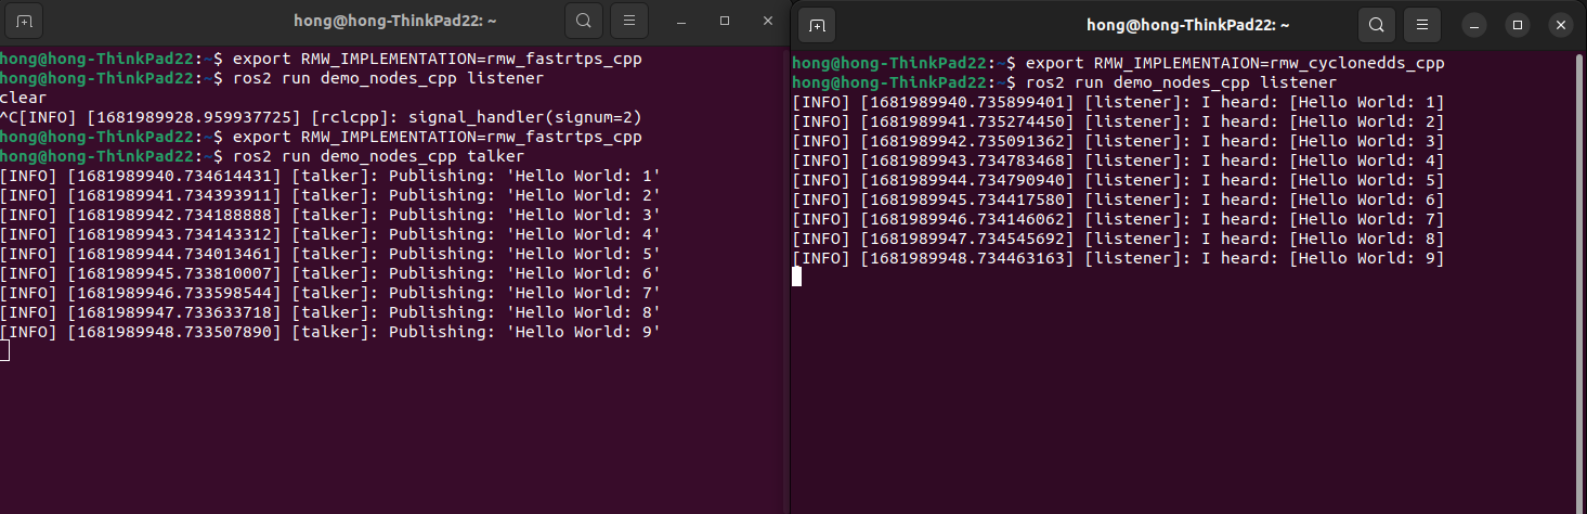 hong@hong-ThinkPad22: ~
hong@hong-ThinkPad22:~$ export RMW_IMPLEMENTATION=rmw_fastrtps_cpp
hong@hong-ThinkPad22:~$ ros2 run demo_nodes_cpp listener
clear
^C[INFO] [1681989928.959937725] [rclcpp]: signal_handler(signum=2)
hong@hong-ThinkPad22:~$ export RMW_IMPLEMENTATION=rmw_fastrtps_cpp
hong@hong-ThinkPad22:~$ ros2 run demo_nodes_cpp talker
[INFO] [1681989940.734614431] [talker]: Publishing: 'Hello World: 1'
[INFO] [1681989941.734393911] [talker]: Publishing: 'Hello World: 2'
[INFO] [1681989942.734188888] [talker]: Publishing: 'Hello World: 3'
[INFO] [1681989943.734143312] [talker]: Publishing: 'Hello World: 4'
[INFO] [1681989944.734013461] [talker]: Publishing: 'Hello World: 5'
[INFO] [1681989945.733810007] [talker]: Publishing: 'Hello World: 6'
[INFO] [1681989946.733598544] [talker]: Publishing: 'Hello World: 7'
[INFO] [1681989947.733633718] [talker]: Publishing: 'Hello World: 8'
[INFO] [1681989948.733507890] [talker]: Publishing: 'Hello World: 9'
hong@hong-ThinkPad22: ~
hong@hong-ThinkPad22:~$ export RMW_IMPLEMENTAION=rmw_cyclonedds_cpp
hong@hong-ThinkPad22:~$ ros2 run demo_nodes_cpp listener
[INFO] [1681989940.735899401] [listener]: I heard: [Hello World: 1]
[INFO] [1681989941.735274450] [listener]: I heard: [Hello World: 2]
[INFO] [1681989942.735091362] [listener]: I heard: [Hello World: 3]
[INFO] [1681989943.734783468] [listener]: I heard: [Hello World: 4]
[INFO] [1681989944.734790940] [listener]: I heard: [Hello World: 5]
[INFO] [1681989945.734417580] [listener]: I heard: [Hello World: 6]
[INFO] [1681989946.734146062] [listener]: I heard: [Hello World: 7]
[INFO] [1681989947.734545692] [listener]: I heard: [Hello World: 8]
[INFO] [1681989948.734463163] [listener]: I heard: [Hello World: 9]